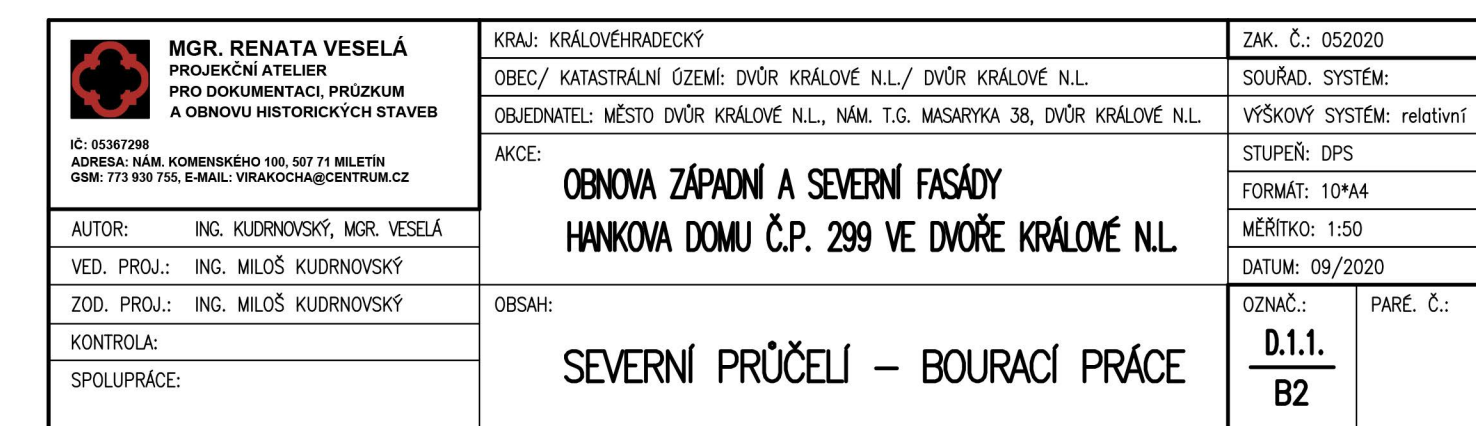 MGR. RENATA VESELÁ
PROJEKČNÍ ATELIER
PRO DOKUMENTACI, PRŮZKUM
A OBNOVU HISTORICKÝCH STAVEB
IČ: 05367298
ADRESA: NÁM. KOMENSKÉHO 100, 507 71 MILETÍN
GSM: 773 930 755, E-MAIL: VIRAKOCHA@CENTRUM.CZ
AUTOR: ING. KUDRNOVSKÝ, MGR. VESELÁ
VED. PROJ.: ING. MILOŠ KUDRNOVSKÝ
ZOD. PROJ.: ING. MILOŠ KUDRNOVSKÝ
KONTROLA:
SPOLUPRÁCE:
KRAJ: KRÁLOVÉHRADECKÝ
OBEC/ KATASTRÁLNÍ ÚZEMÍ: DVŮR KRÁLOVÉ N.L./ DVŮR KRÁLOVÉ N.L.
OBJEDNATEL: MĚSTO DVŮR KRÁLOVÉ N.L., NÁM. T.G. MASARYKA 38, DVŮR KRÁLOVÉ N.L.
AKCE:
OBNOVA ZÁPADNÍ A SEVERNÍ FASÁDY
HANKOVA DOMU Č.P. 299 VE DVOŘE KRÁLOVÉ N.L.
OBSAH:
SEVERNÍ PRŮČELÍ – BOURACÍ PRÁCE
ZAK. Č.: 052020
SOUŘAD. SYSTÉM:
VÝŠKOVÝ SYSTÉM: relativní
STUPEŇ: DPS
FORMÁT: 10*A4
MĚŘÍTKO: 1:50
DATUM: 09/2020
OZNAČ.:
D.1.1.
B2
PARÉ. Č.: